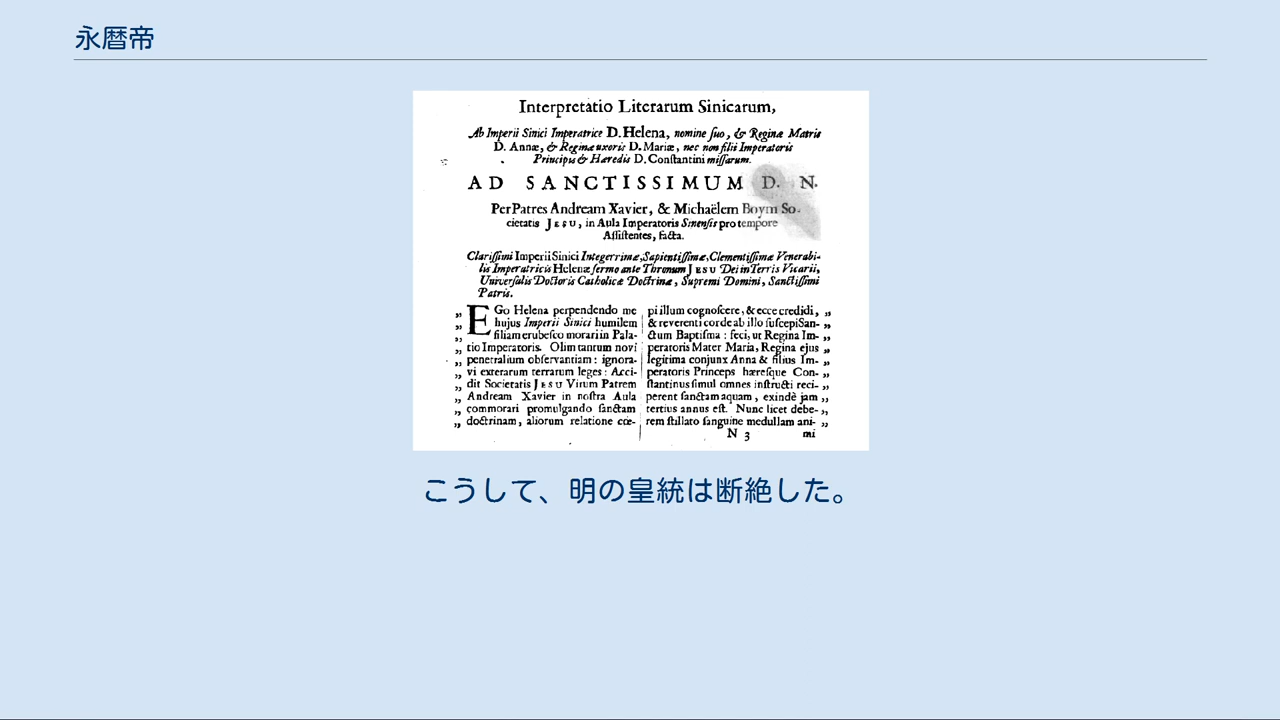 永暦帝
Interpretatio Literarum Sinicarum,
Ab Imperii Sinici Imperatrice D. Helena, nomine ſuo, & Reginæ Matris
D. Annæ, & Reginæ uxoris D. Mariæ, nec non filii Imperatoris
Principis & Hæredis D. Conſtantini miſſarum.
AD SANCTISSIMUM D. N.
Per Patres Andream Xavier, & Michaëlem Boym So-
cietatis JESU, in Aula Imperatoris Sinenſis pro tempore
Aſſiſtentes, facta.
Clariſſimi Imperii Sinici Integerrimæ, Sapientiſſimæ, Clementiſſimæ Venerabi-
lis Imperatricis Helenæ ſermo ante Thronum JESU Dei in Terris Vicarii,
Univerſalis Doctoris Catholicæ Doctrinæ, Supremi Domini, Sanctiſſimi
Patris.
EGo Helena perpendendo me
hujus Imperii Sinici humilem
filiam erubeſco morari in Pala-
tio Imperatoris. Olim tantum novi
penetralium obſervantiam : ignora-
vi exterarum terrarum leges : Acci-
dit Societatis JESU Virum Patrem
Andream Xavier in noſtra Aula
commorari promulgando ſanctam
doctrinam, aliorum relatione cœ-
pi illum cognoſcere, & ecce credidi,
& reverenti corde ab illo ſuſcepi San-
ctum Baptiſma : feci, ut Regina Im-
peratoris Mater Maria, Regina ejus
legitima conjunx Anna & filius Im-
peratoris Princeps hæreſque Con-
ſtantinus ſimul omnes inſtructi reci-
perent ſanctam aquam, exindè jam
tertius annus eſt. Nunc licet debe-
rem ſtillato ſanguine medullam ani-
N 3 mi
こうして、明の皇統は断絶した。